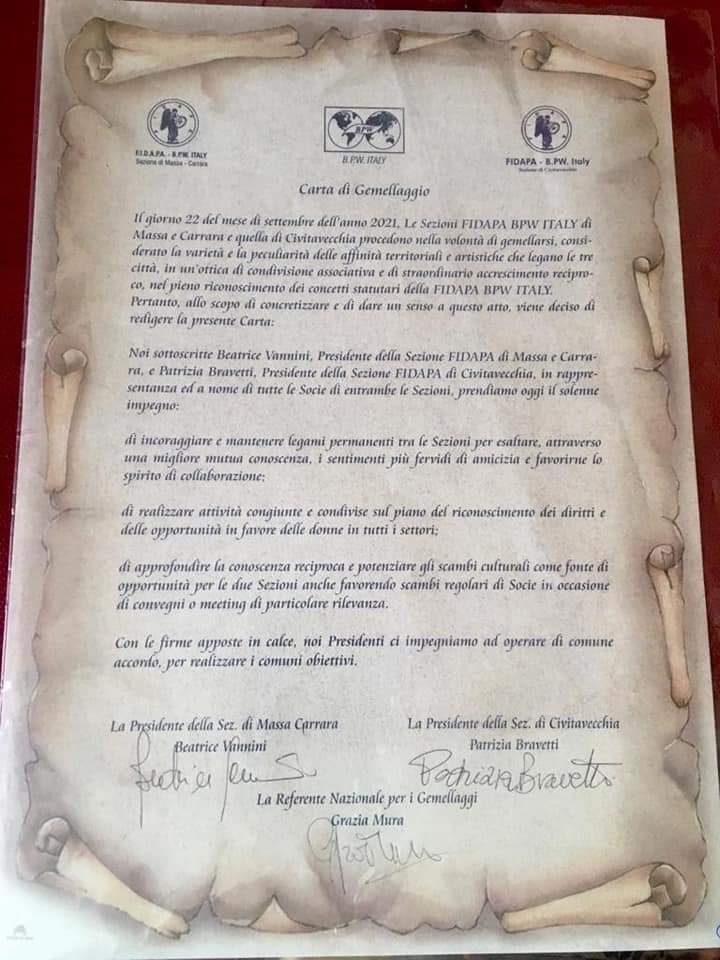 F.I.D.A.P.A. - B.P.W. ITALY
Sezione di Massa - Carrara
BPW
B.P.W. ITALY
FIDAPA - B.P.W. Italy
Sezione di Civitavecchia
Carta di Gemellaggio
Il giorno 22 del mese di settembre dell'anno 2021, Le Sezioni FIDAPA BPW ITALY di
Massa e Carrara e quella di Civitavecchia procedono nella volontà di gemellarsi, consi-
derato la varietà e la peculiarità delle affinità territoriali e artistiche che legano le tre
città, in un'ottica di condivisione associativa e di straordinario accrescimento recipro-
co, nel pieno riconoscimento dei concetti statutari della FIDAPA BPW ITALY.
Pertanto, allo scopo di concretizzare e di dare un senso a questo atto, viene deciso di
redigere la presente Carta:
Noi sottoscritte Beatrice Vannini, Presidente della Sezione FIDAPA di Massa e Carra-
ra, e Patrizia Bravetti, Presidente della Sezione FIDAPA di Civitavecchia, in rappre-
sentanza ed a nome di tutte le Socie di entrambe le Sezioni, prendiamo oggi il solenne
impegno:
di incoraggiare e mantenere legami permanenti tra le Sezioni per esaltare, attraverso
una migliore mutua conoscenza, i sentimenti più fervidi di amicizia e favorirne lo
spirito di collaborazione;
di realizzare attività congiunte e condivise sul piano del riconoscimento dei diritti e
delle opportunità in favore delle donne in tutti i settori;
di approfondire la conoscenza reciproca e potenziare gli scambi culturali come fonte di
opportunità per le due Sezioni anche favorendo scambi regolari di Socie in occasione
di convegni o meeting di particolare rilevanza.
Con le firme apposte in calce, noi Presidenti ci impegniamo ad operare di comune
accordo, per realizzare i comuni obiettivi.
La Presidente della Sez. di Massa Carrara
Beatrice Vannini
La Presidente della Sez. di Civitavecchia
Patrizia Bravetti
Patrizia Bravetti
La Referente Nazionale per i Gemellaggi
Grazia Mura